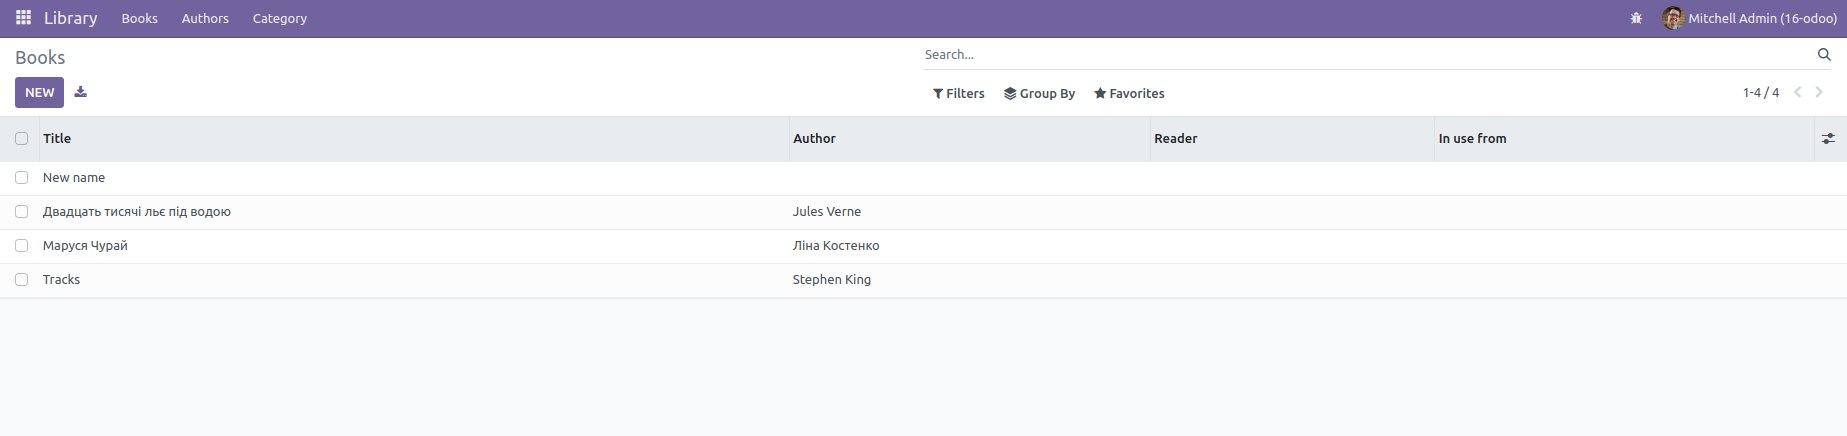 Library Books Authors Category Mitchell Admin (16-odoo)
Books Search...
NEW Filters Group By Favorites 1-4 / 4
Title Author Reader In use from
New name
Двадцать тисячі льє під водою Jules Verne
Маруся Чурай Ліна Костенко
Tracks Stephen King